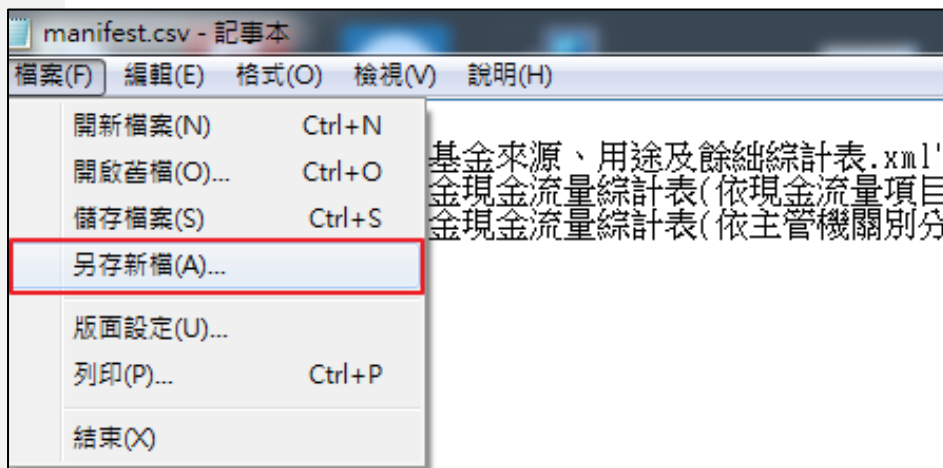 manifest.csv - 記事本
檔案(F) 編輯(E) 格式(O) 檢視(V) 說明(H)
開新檔案(N) Ctrl+N
開啟舊檔(O)... Ctrl+O
儲存檔案(S) Ctrl+S
另存新檔(A)...
版面設定(U)...
列印(P)... Ctrl+P
結束(X)
基金來源、用途及餘絀綜計表.xml"
金現金流量綜計表(依現金流量項目
金現金流量綜計表(依主管機關別分